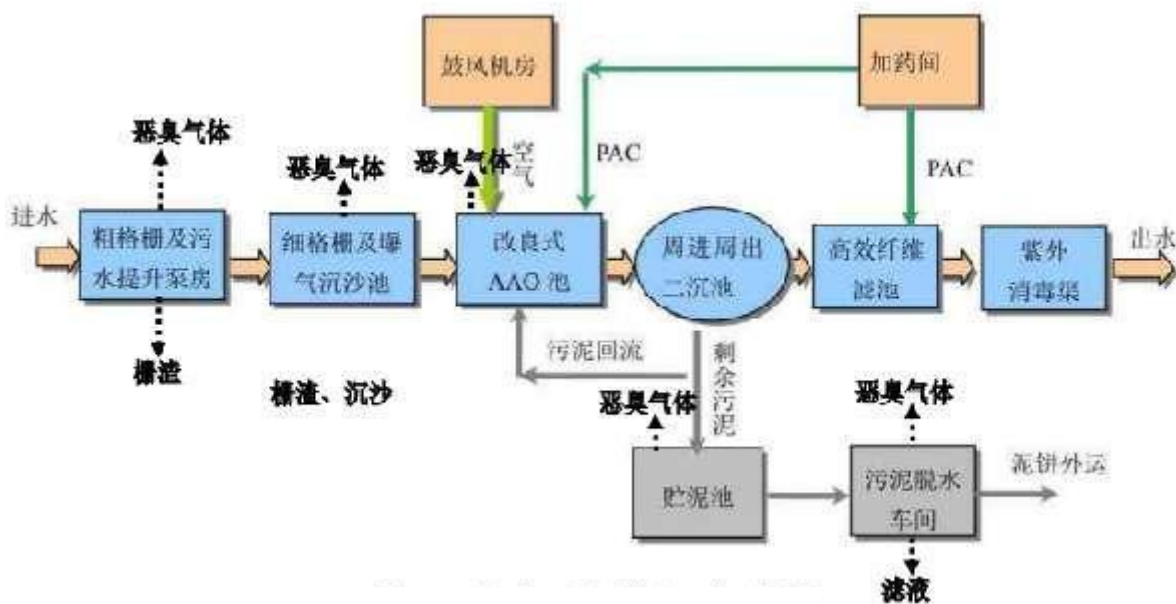 鼓风机房
加药间
恶臭气体
恶臭气体
恶臭气体
空气
PAC
PAC
进水
粗格栅及污
水提升泵房
细格栅及曝
气沉沙池
改良式
AAO 池
周进周出
二沉池
高效纤维
滤池
紫外
消毒渠
出水
栅渣
栅渣、沉沙
污泥回流
剩余污泥
恶臭气体
恶臭气体
贮泥池
污泥脱水
车间
泥饼外运
滤液